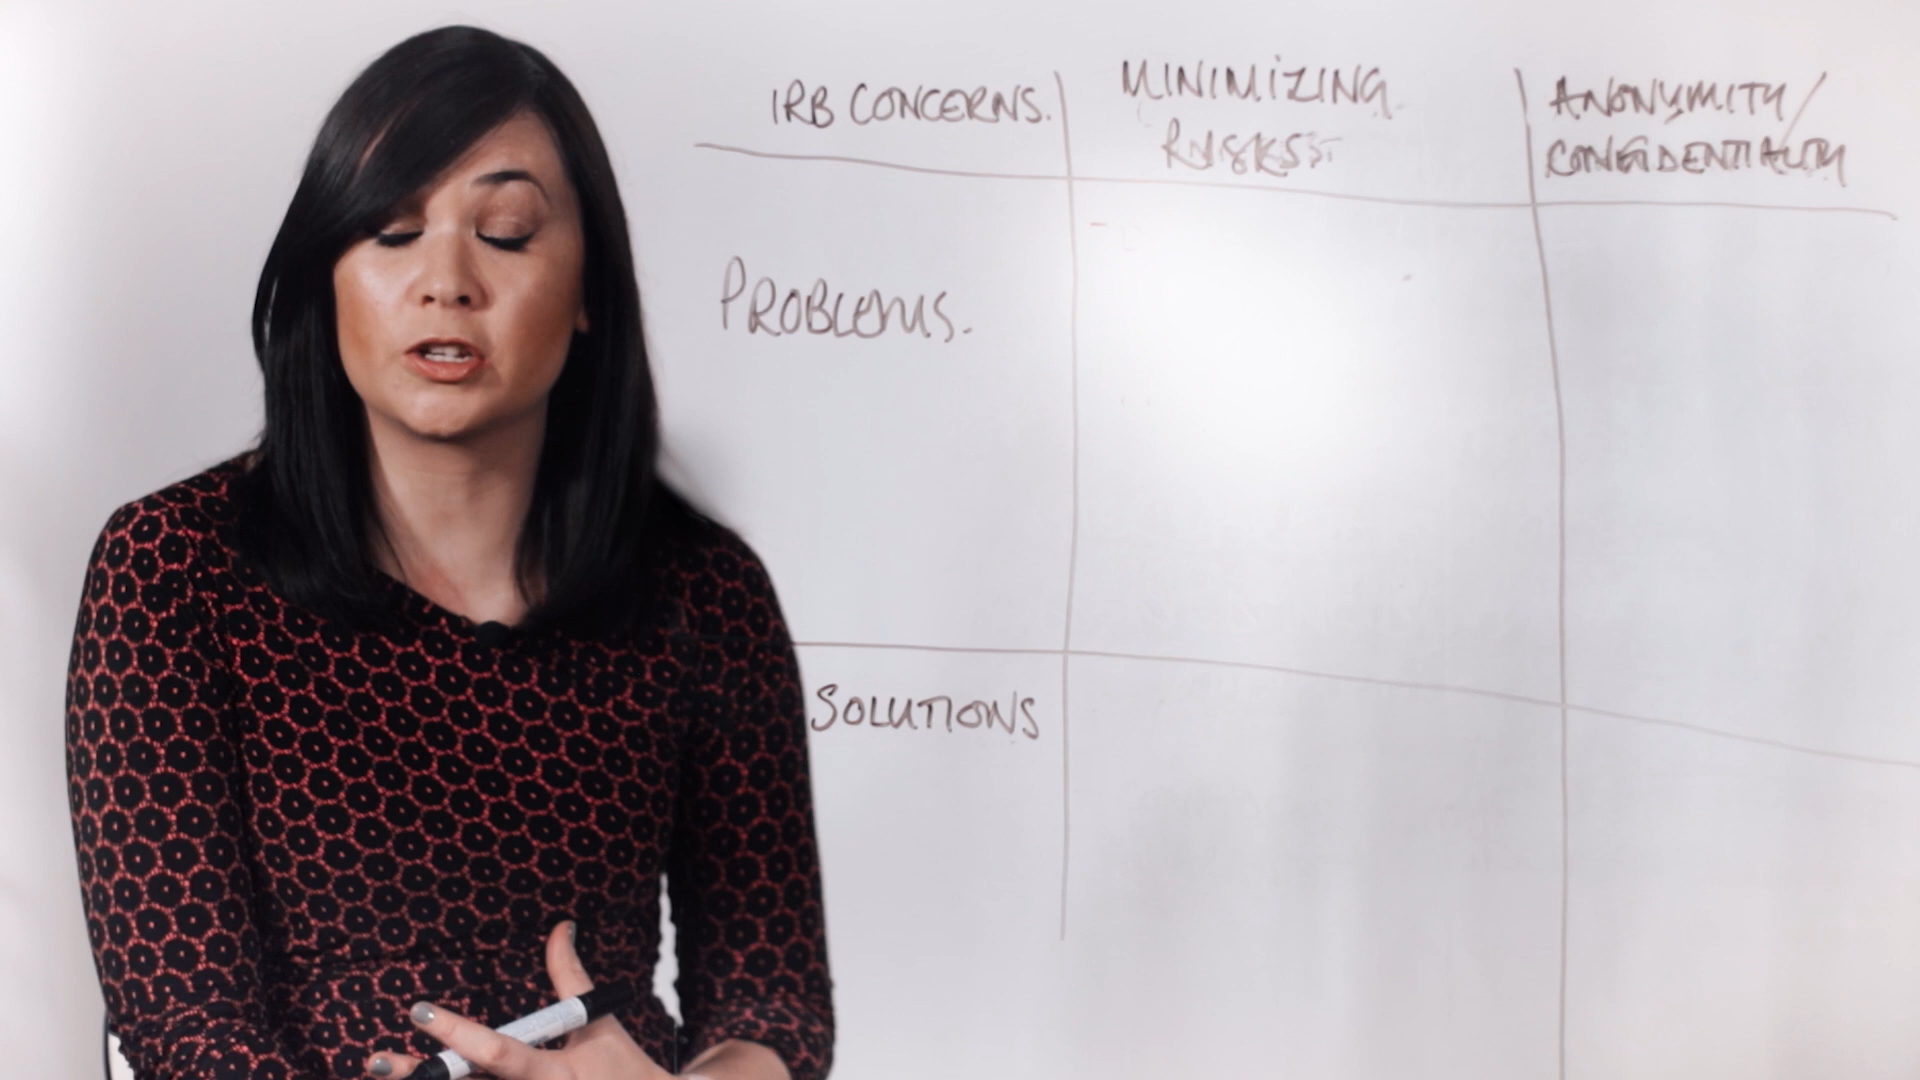 IRB CONCERNS.
MINIMIZING
RISKS
ANONYMITY/
CONFIDENTIALITY
PROBLEMS.
SOLUTIONS